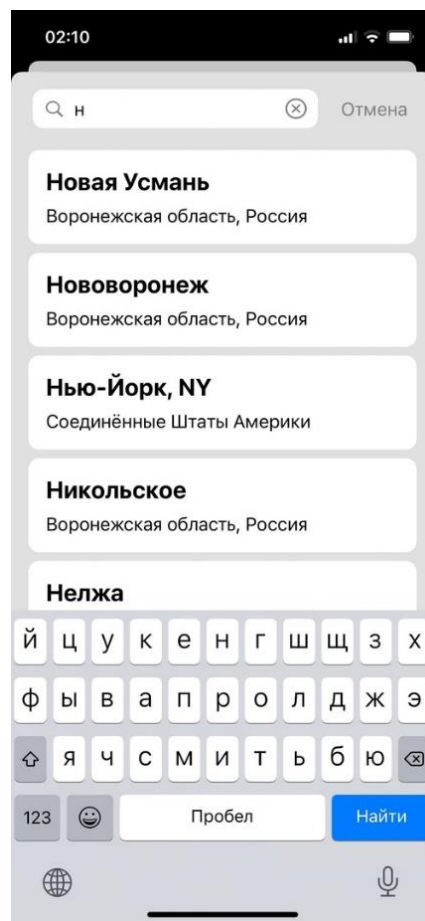 02:10
н
Отмена
Новая Усмань
Воронежская область, Россия
Нововоронеж
Воронежская область, Россия
Нью-Йорк, NY
Соединённые Штаты Америки
Никольское
Воронежская область, Россия
Нелжа
й ц у к е н г ш щ з х
ф ы в а п р о л д ж э
я ч с м и т ь б ю
123 Пробел Найти